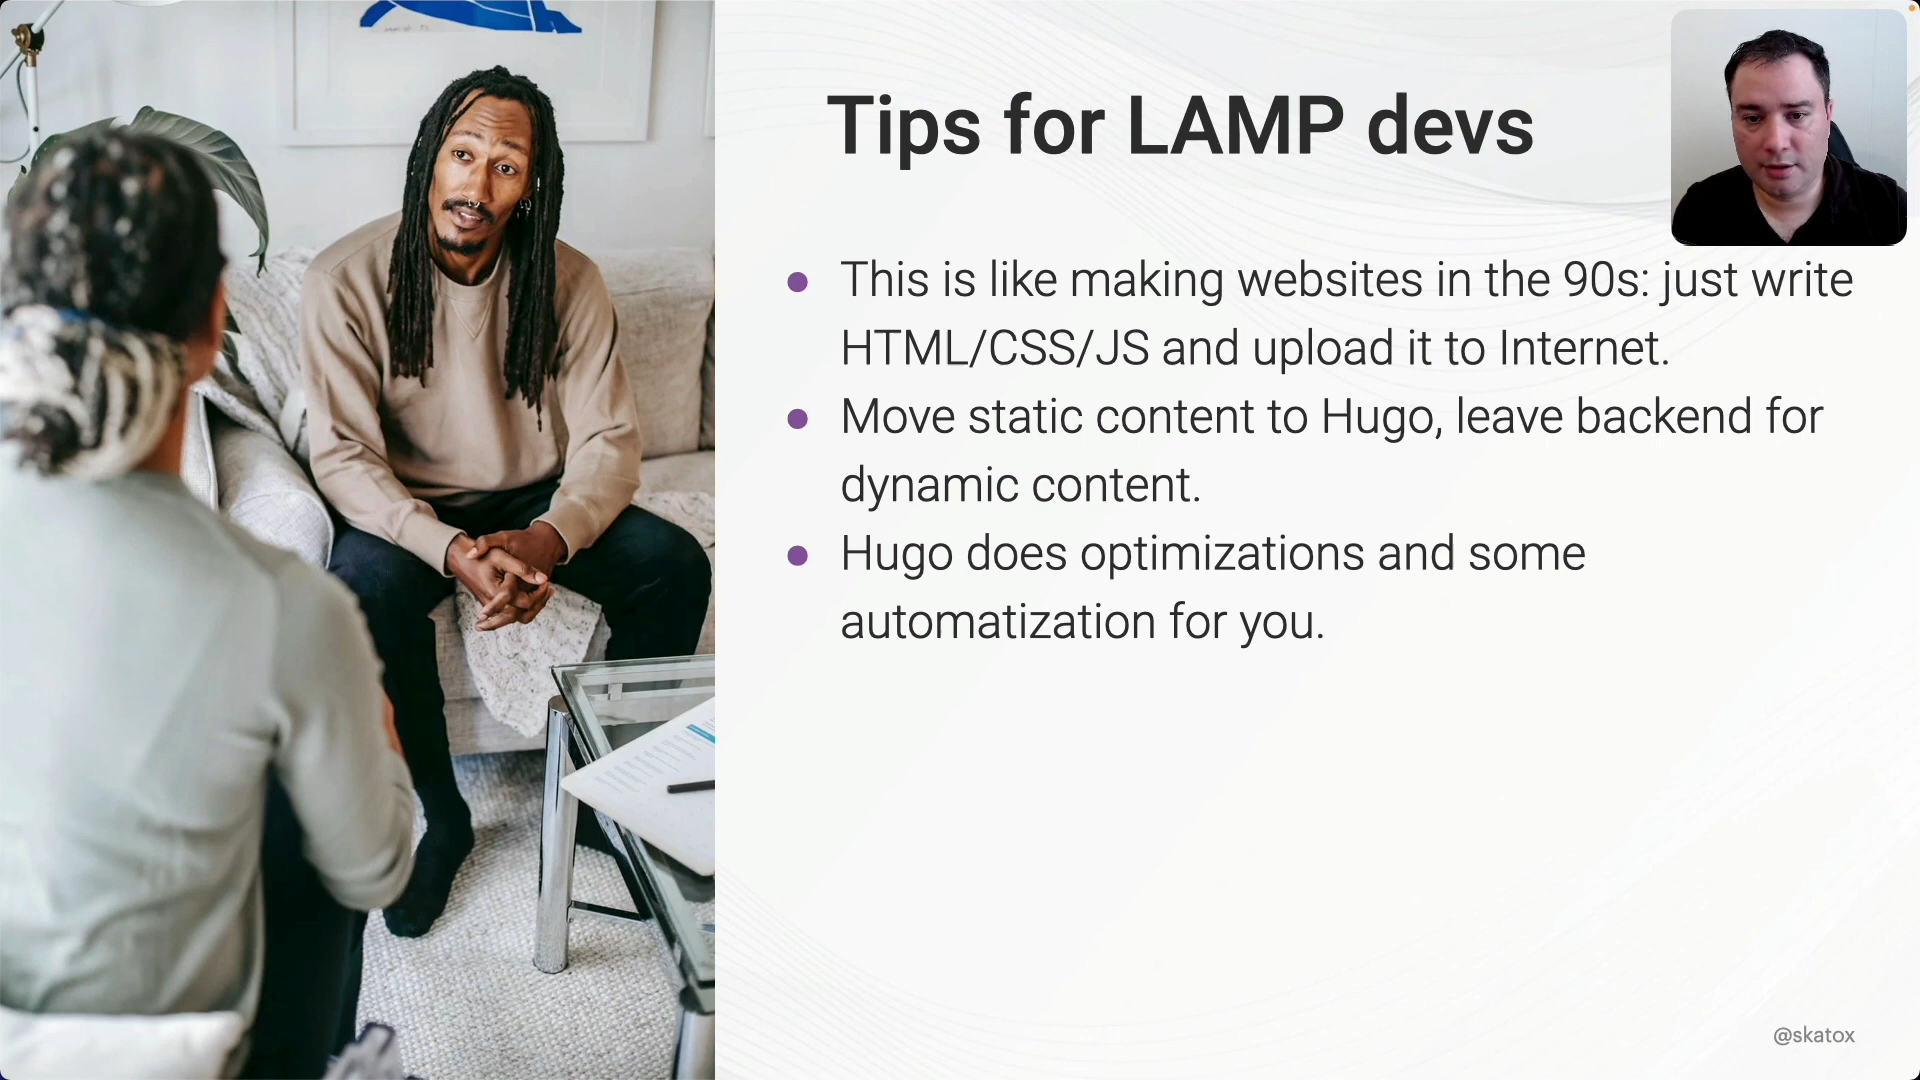 Tips for LAMP devs
This is like making websites in the 90s: just write
HTML/CSS/JS and upload it to Internet.
Move static content to Hugo, leave backend for
dynamic content.
Hugo does optimizations and some
automatization for you.
@skatox